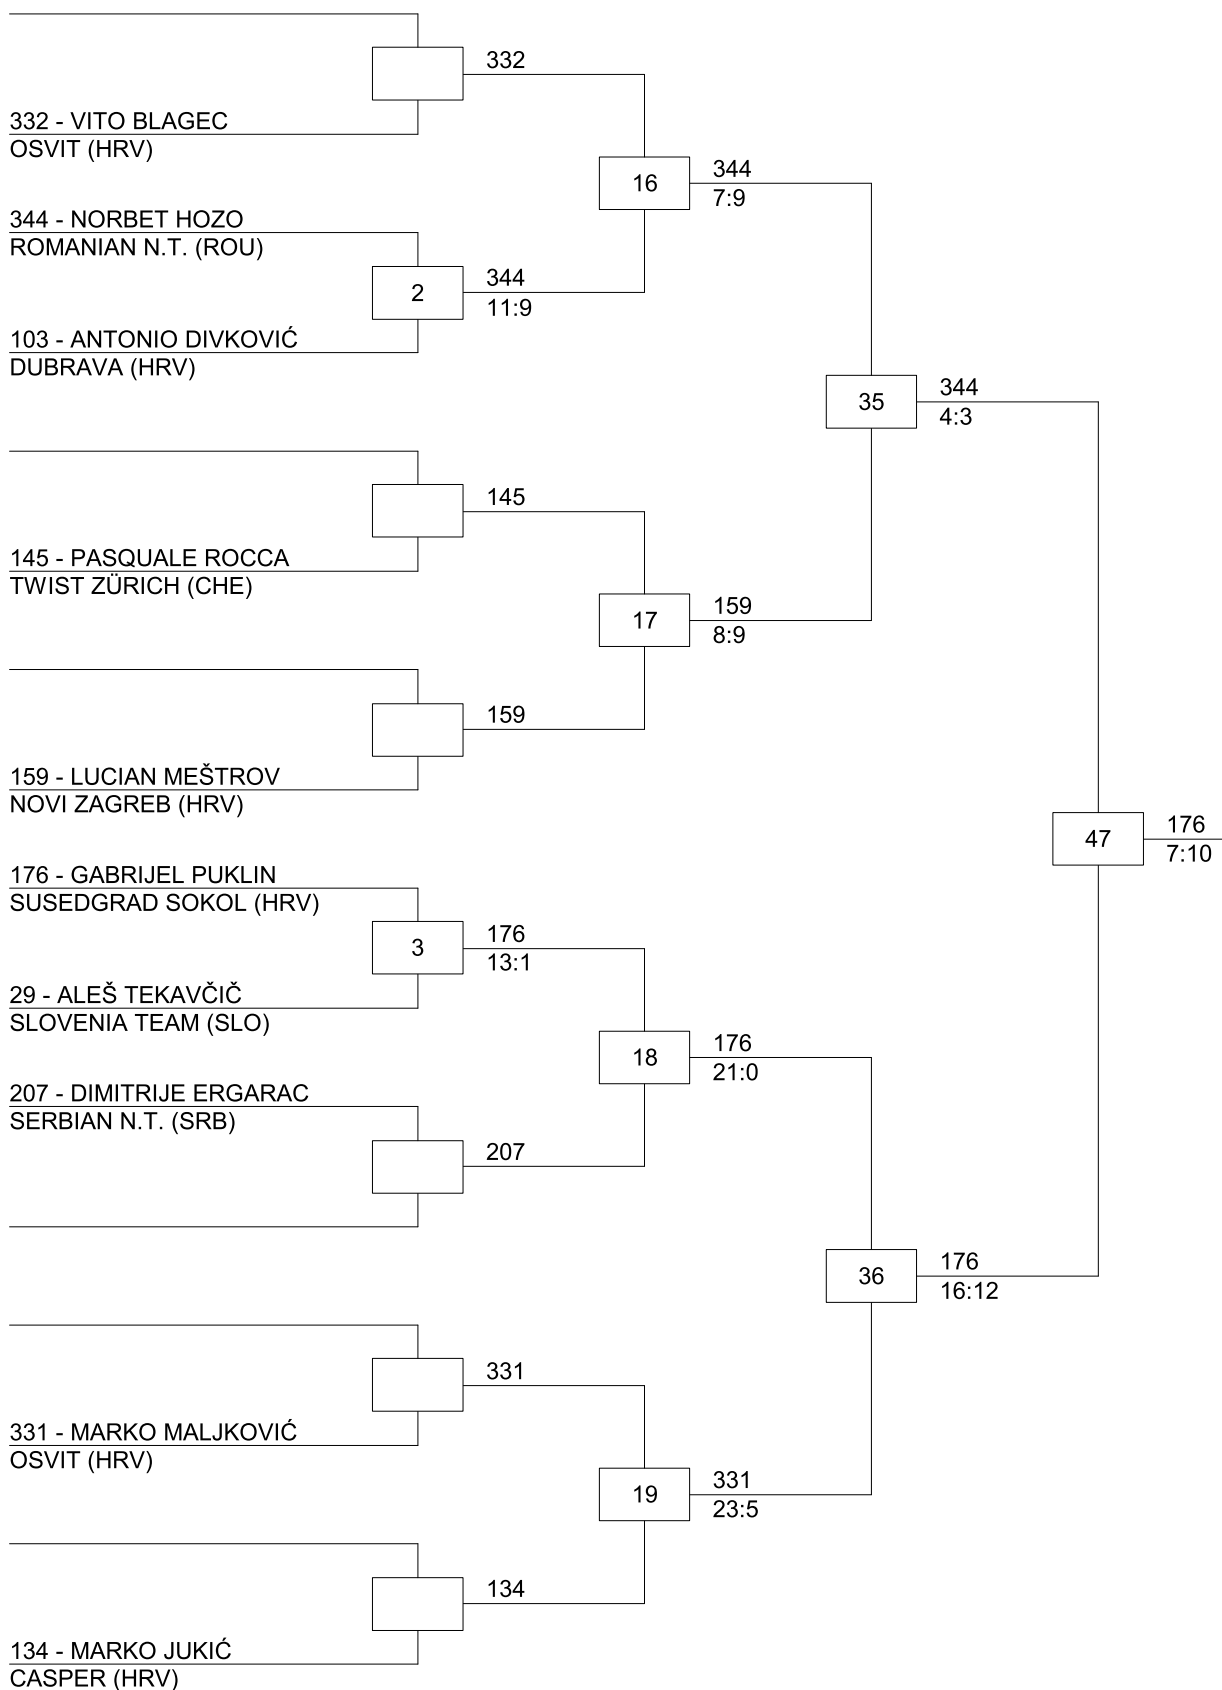 332
332 - VITO BLAGEC
OSVIT (HRV)
16
344
7:9
344 - NORBET HOZO
ROMANIAN N.T. (ROU)
2
344
11:9
103 - ANTONIO DIVKOVIĆ
DUBRAVA (HRV)
35
344
4:3
145
145 - PASQUALE ROCCA
TWIST ZÜRICH (CHE)
17
159
8:9
159
159 - LUCIAN MEŠTROV
NOVI ZAGREB (HRV)
47
176
7:10
176 - GABRIJEL PUKLIN
SUSEDGRAD SOKOL (HRV)
3
176
13:1
29 - ALEŠ TEKAVČIČ
SLOVENIA TEAM (SLO)
18
176
21:0
207 - DIMITRIJE ERGARAC
SERBIAN N.T. (SRB)
207
36
176
16:12
331
331 - MARKO MALJKOVIĆ
OSVIT (HRV)
19
331
23:5
134
134 - MARKO JUKIĆ
CASPER (HRV)